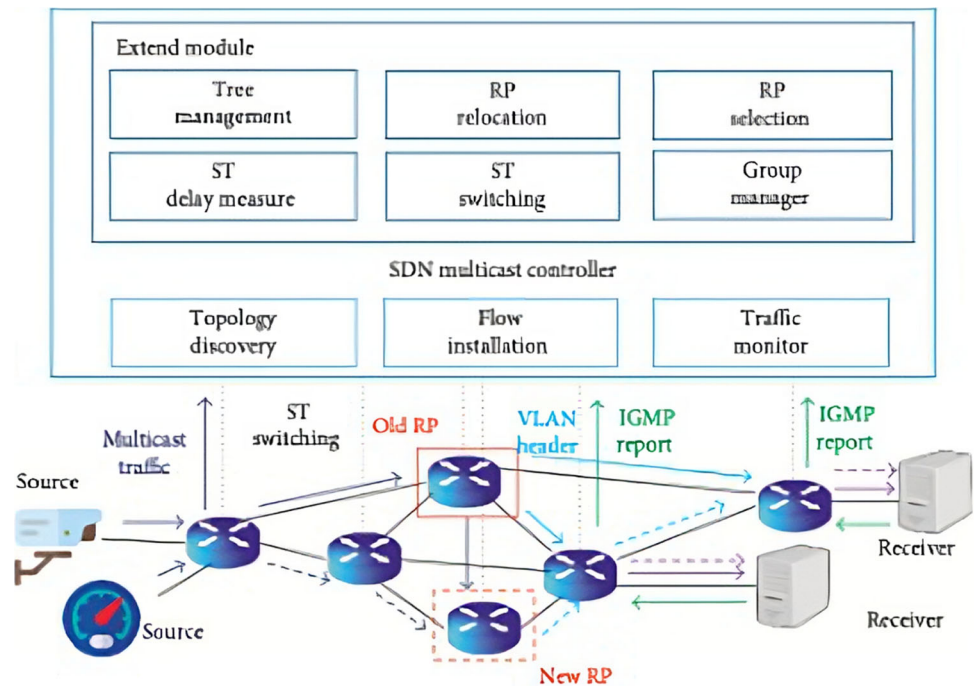 Extend module
Tree
management
RP
relocation
RP
selection
ST
delay measure
ST
switching
Group
manager
SDN multicast controller
Topology
discovery
Flow
installation
Traffic
monitor
Multicast
traffic
ST
switching
Old RP
VLAN
header
IGMP
report
IGMP
report
Source
Receiver
Source
Receiver
New RP